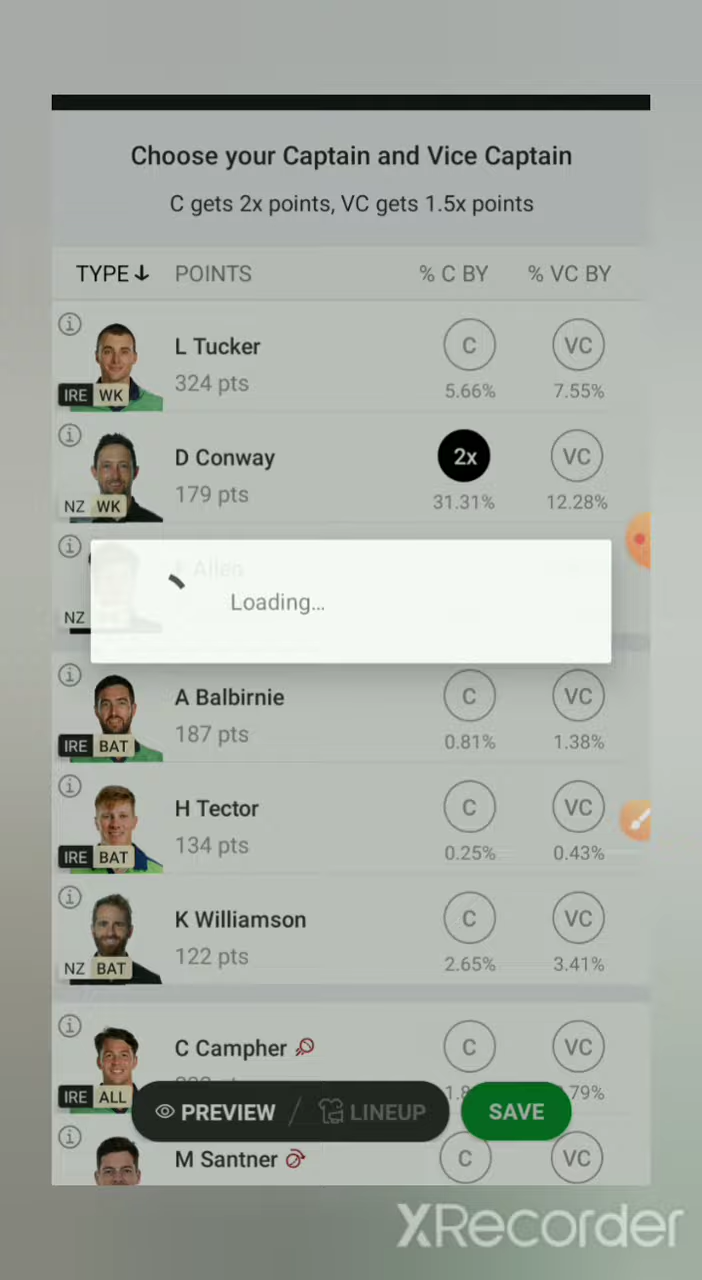 Choose your Captain and Vice Captain
C gets 2x points, VC gets 1.5x points
TYPE↓ POINTS % C BY % VC BY
L Tucker C VC
324 pts 5.66% 7.55%
IRE WK
D Conway 2x VC
179 pts 31.31% 12.28%
NZ WK
Allen
Loading...
NZ
A Balbirnie C VC
187 pts 0.81% 1.38%
IRE BAT
H Tector C VC
134 pts 0.25% 0.43%
IRE BAT
K Williamson C VC
122 pts 2.65% 3.41%
NZ BAT
C Campher C VC
IRE ALL
PREVIEW / LINEUP SAVE
M Santner C VC
XRecorder